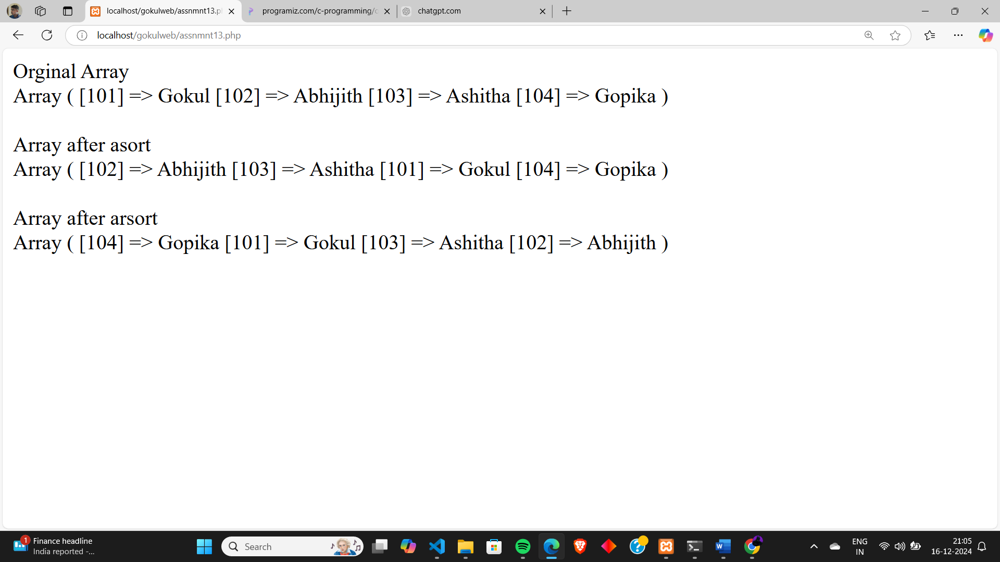 localhost/gokulweb/assnmnt13.p
programiz.com/c-programming/
chatgpt.com
localhost/gokulweb/assnmnt13.php
Orginal Array
Array ( [101] => Gokul [102] => Abhijith [103] => Ashitha [104] => Gopika )
Array after asort
Array ( [102] => Abhijith [103] => Ashitha [101] => Gokul [104] => Gopika )
Array after arsort
Array ( [104] => Gopika [101] => Gokul [103] => Ashitha [102] => Abhijith )
1
Finance headline
India reported -...
Search
ENG
IN
21:05
16-12-2024